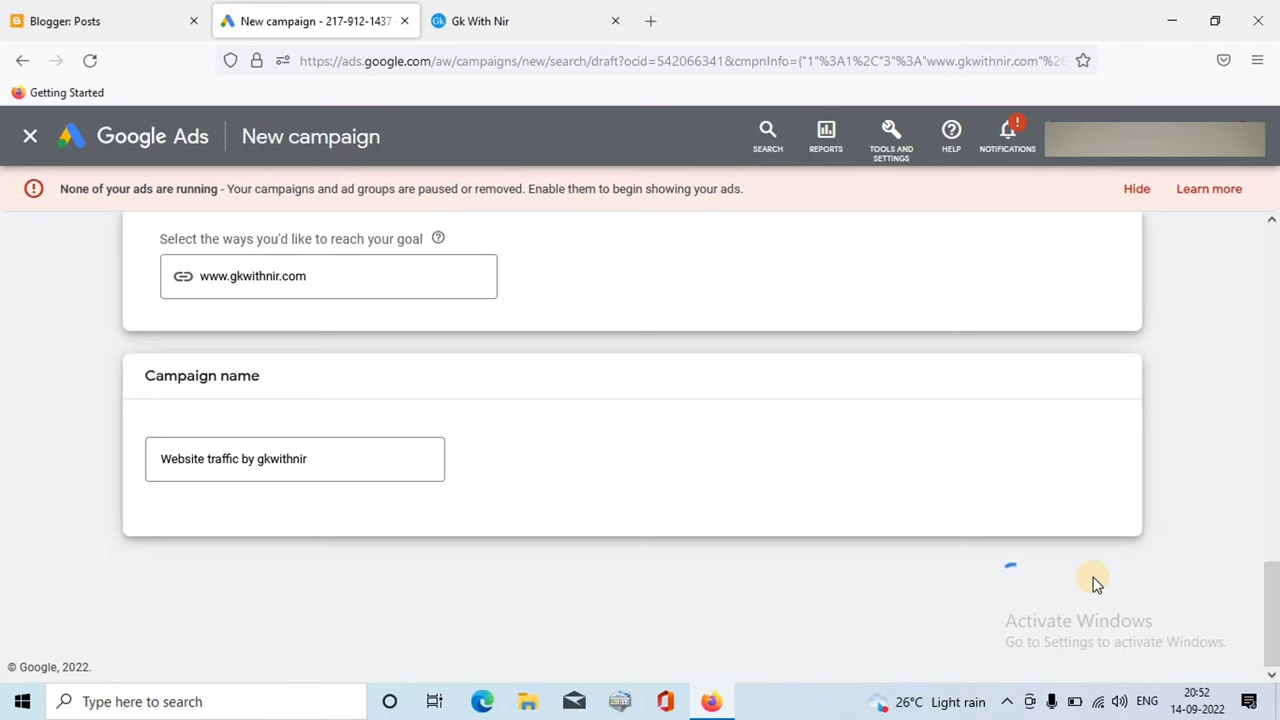 Blogger: Posts
New campaign - 217-912-1437
Gk With Nir
https://ads.google.com/aw/campaigns/new/search/draft?ocid=542066341&cmpnInfo={"1"%3A1%2C"3"%3A"www.gkwithnir.com"%2C
Getting Started
Google Ads
New campaign
SEARCH
REPORTS
TOOLS AND
SETTINGS
HELP
NOTIFICATIONS
None of your ads are running - Your campaigns and ad groups are paused or removed. Enable them to begin showing your ads.
Hide
Learn more
Select the ways you'd like to reach your goal
www.gkwithnir.com
Campaign name
Website traffic by gkwithnir
Activate Windows
Go to Settings to activate Windows.
© Google, 2022.
Type here to search
26°C Light rain
ENG
20:52
14-09-2022